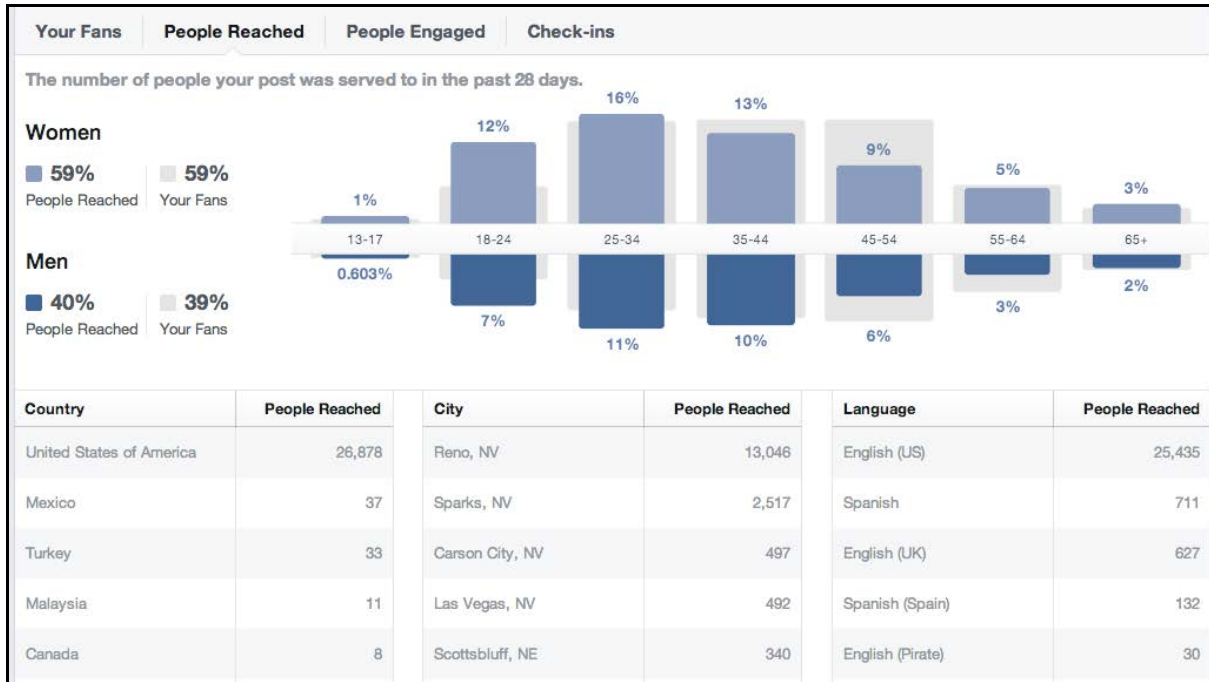 Your Fans People Reached People Engaged Check-ins
The number of people your post was served to in the past 28 days.
Women
59% 59%
People Reached Your Fans
Men
40% 39%
People Reached Your Fans
1% 12% 16% 13% 9% 5% 3%
13-17 18-24 25-34 35-44 45-54 55-64 65+
0.603% 7% 11% 10% 6% 3% 2%
Country People Reached
United States of America 26,878
Mexico 37
Turkey 33
Malaysia 11
Canada 8
City People Reached
Reno, NV 13,046
Sparks, NV 2,517
Carson City, NV 497
Las Vegas, NV 492
Scottsbluff, NE 340
Language People Reached
English (US) 25,435
Spanish 711
English (UK) 627
Spanish (Spain) 132
English (Pirate) 30